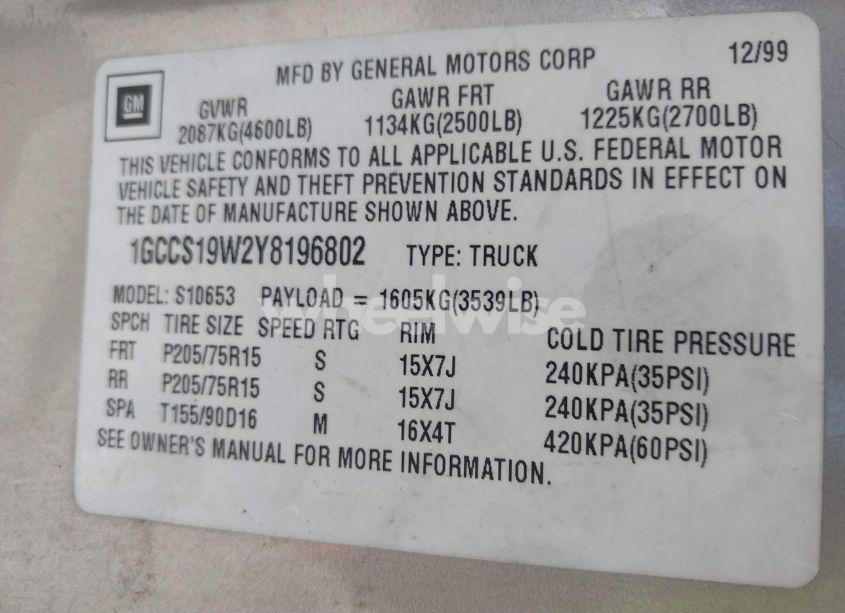 MFD BY GENERAL MOTORS CORP 12/99
GM
GVWR GAWR FRT GAWR RR
2087KG(4600LB) 1134KG(2500LB) 1225KG(2700LB)
THIS VEHICLE CONFORMS TO ALL APPLICABLE U.S. FEDERAL MOTOR
VEHICLE SAFETY AND THEFT PREVENTION STANDARDS IN EFFECT ON
THE DATE OF MANUFACTURE SHOWN ABOVE.
1GCCS19W2Y8196802 TYPE: TRUCK
MODEL: S10653 PAYLOAD = 1605KG(3539LB)
wheelwise
SPCH TIRE SIZE SPEED RTG RIM COLD TIRE PRESSURE
FRT P205/75R15 S 15X7J 240KPA(35PSI)
RR P205/75R15 S 15X7J 240KPA(35PSI)
SPA T155/90D16 M 16X4T 420KPA(60PSI)
SEE OWNER'S MANUAL FOR MORE INFORMATION.